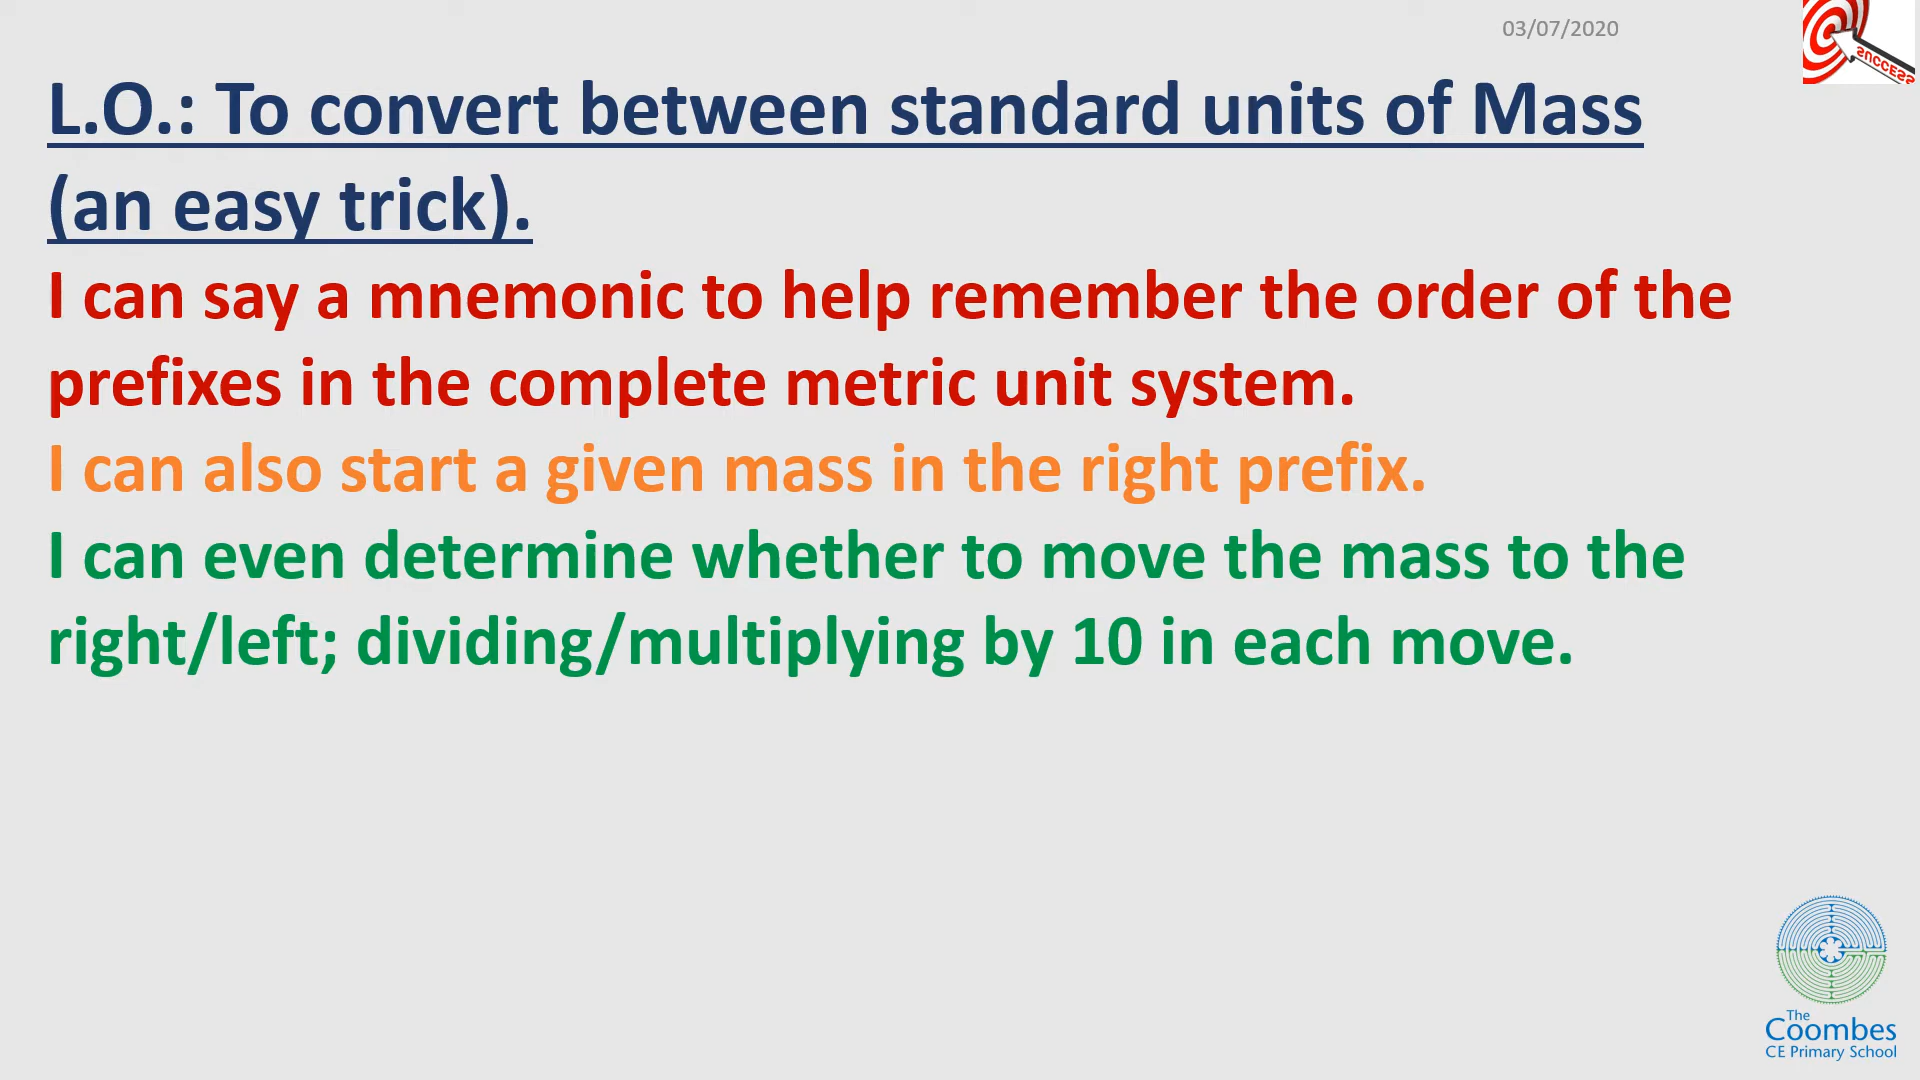 03/07/2020
SUCCESS
L.O.: To convert between standard units of Mass
(an easy trick).
I can say a mnemonic to help remember the order of the
prefixes in the complete metric unit system.
I can also start a given mass in the right prefix.
I can even determine whether to move the mass to the
right/left; dividing/multiplying by 10 in each move.
The
Coombes
CE Primary School